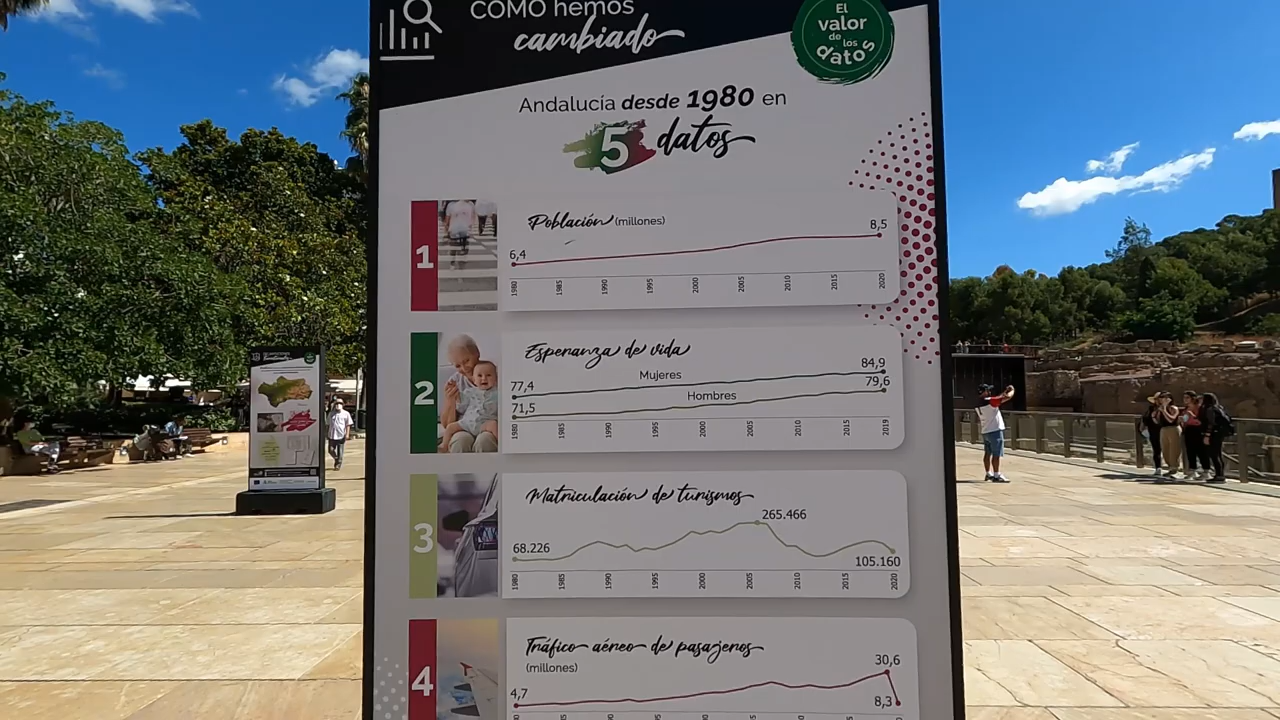 CÓMO hemos
cambiado
El
valor
de los
datos
Andalucía desde 1980 en
5 datos
1
Población (millones)
6,4
8,5
1980 1985 1990 1995 2000 2005 2010 2015 2020
2
Esperanza de vida
Mujeres
77,4
84,9
Hombres
71,5
79,6
1980 1985 1990 1995 2000 2005 2010 2015 2019
3
Matriculación de turismos
68.226
265.466
105.160
1980 1985 1990 1995 2000 2005 2010 2015 2020
4
Tráfico aéreo de pasajeros
(millones)
4,7
30,6
8,3